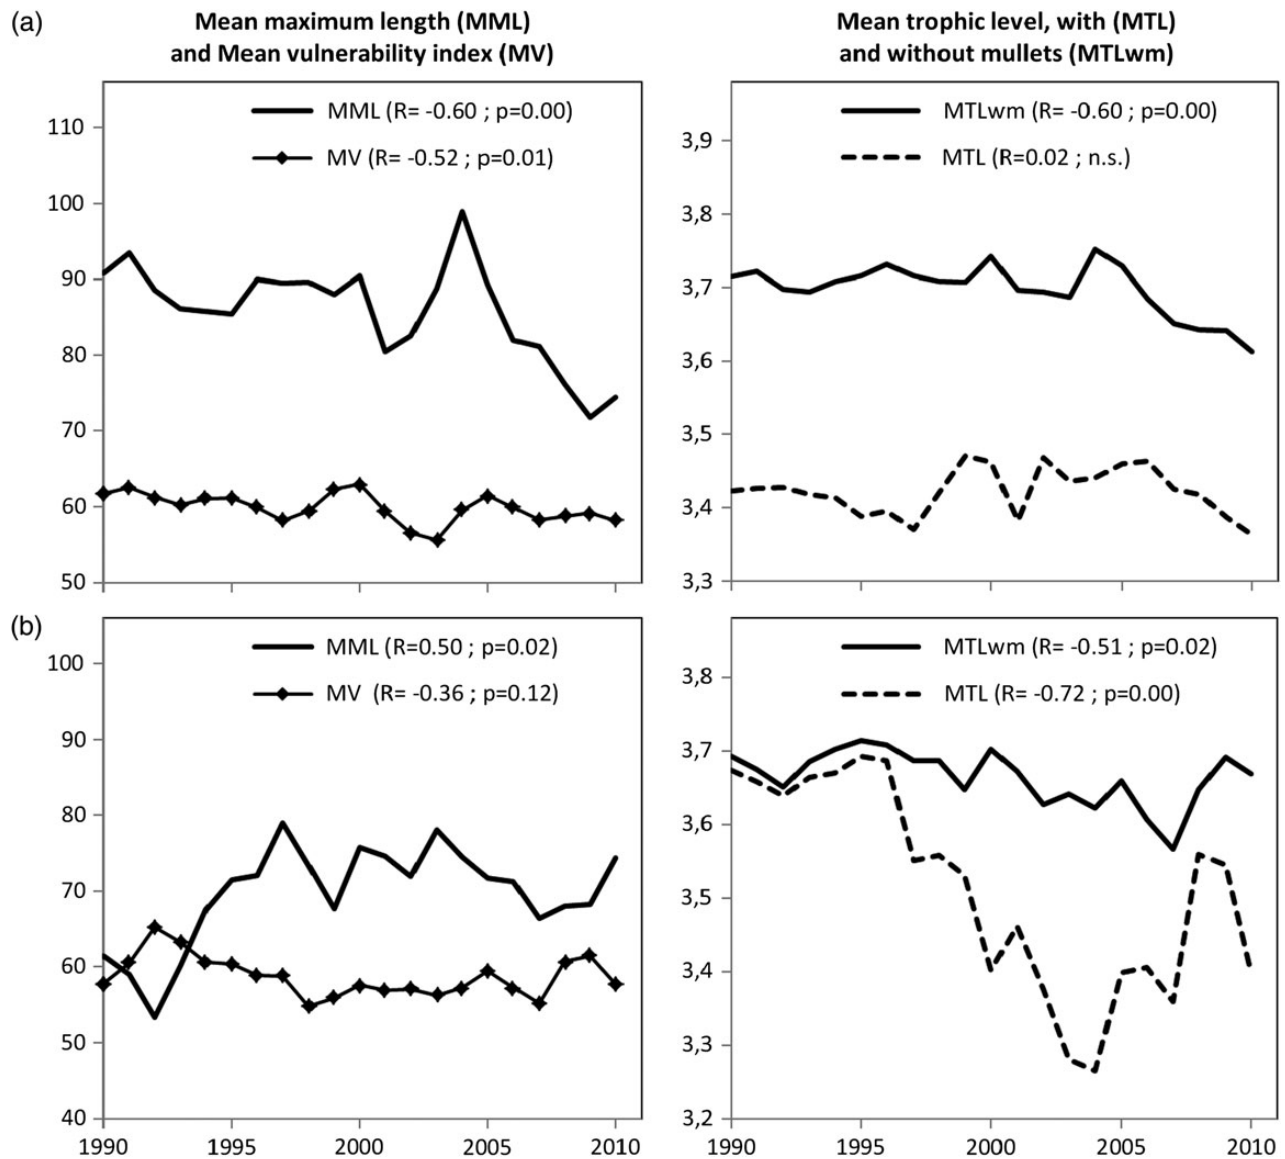 (a)
Mean maximum length (MML)
and Mean vulnerability index (MV)
Mean trophic level, with (MTL)
and without mullets (MTLwm)
MML (R= -0.60 ; p=0.00)
MV (R= -0.52 ; p=0.01)
110
100
90
80
70
60
50
MTLwm (R= -0.60 ; p=0.00)
MTL (R=0.02 ; n.s.)
3,9
3,8
3,7
3,6
3,5
3,4
3,3
(b)
MML (R=0.50 ; p=0.02)
MV (R= -0.36 ; p=0.12)
100
90
80
70
60
50
40
1990 1995 2000 2005 2010
MTLwm (R= -0.51 ; p=0.02)
MTL (R= -0.72 ; p=0.00)
3,8
3,7
3,6
3,5
3,4
3,3
3,2
1990 1995 2000 2005 2010